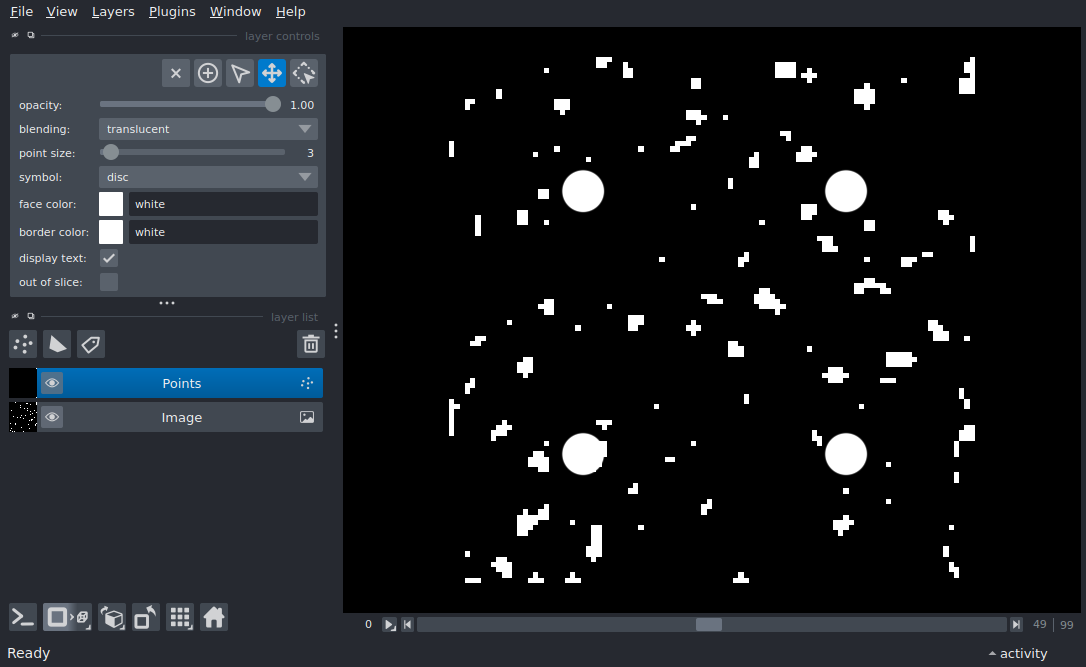 File View Layers Plugins Window Help
layer controls
opacity: 1.00
blending: translucent
point size: 3
symbol: disc
face color: white
border color: white
display text:
out of slice:
layer list
Points
Image
0 49 99
Ready activity